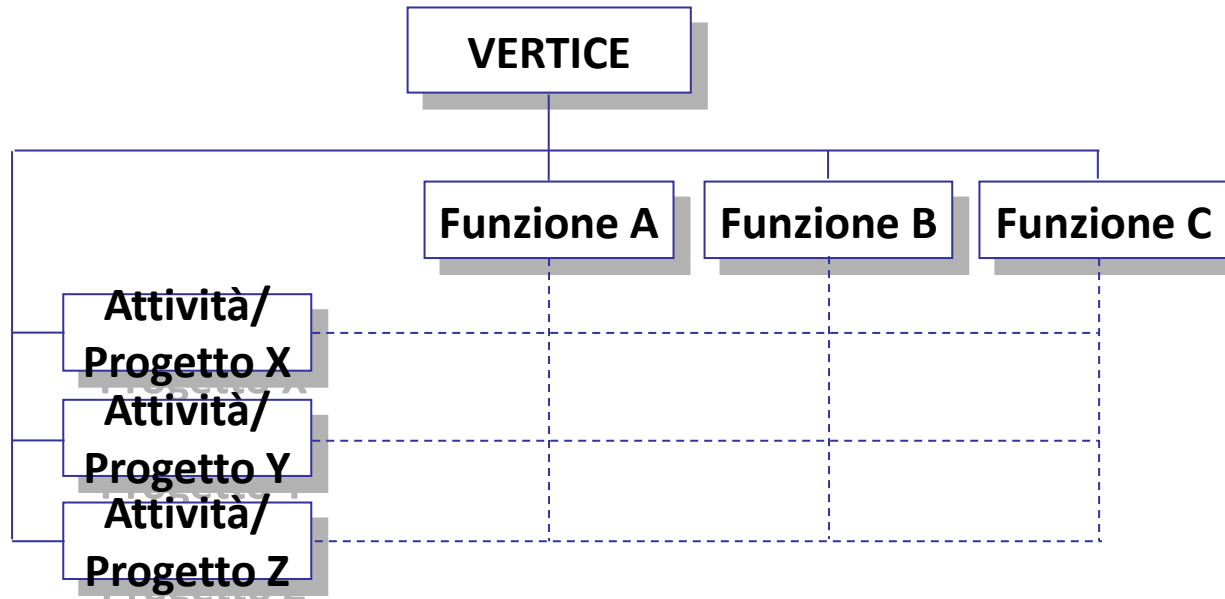 VERTICE
Funzione A
Funzione B
Funzione C
Attività/
Progetto X
Attività/
Progetto Y
Attività/
Progetto Z